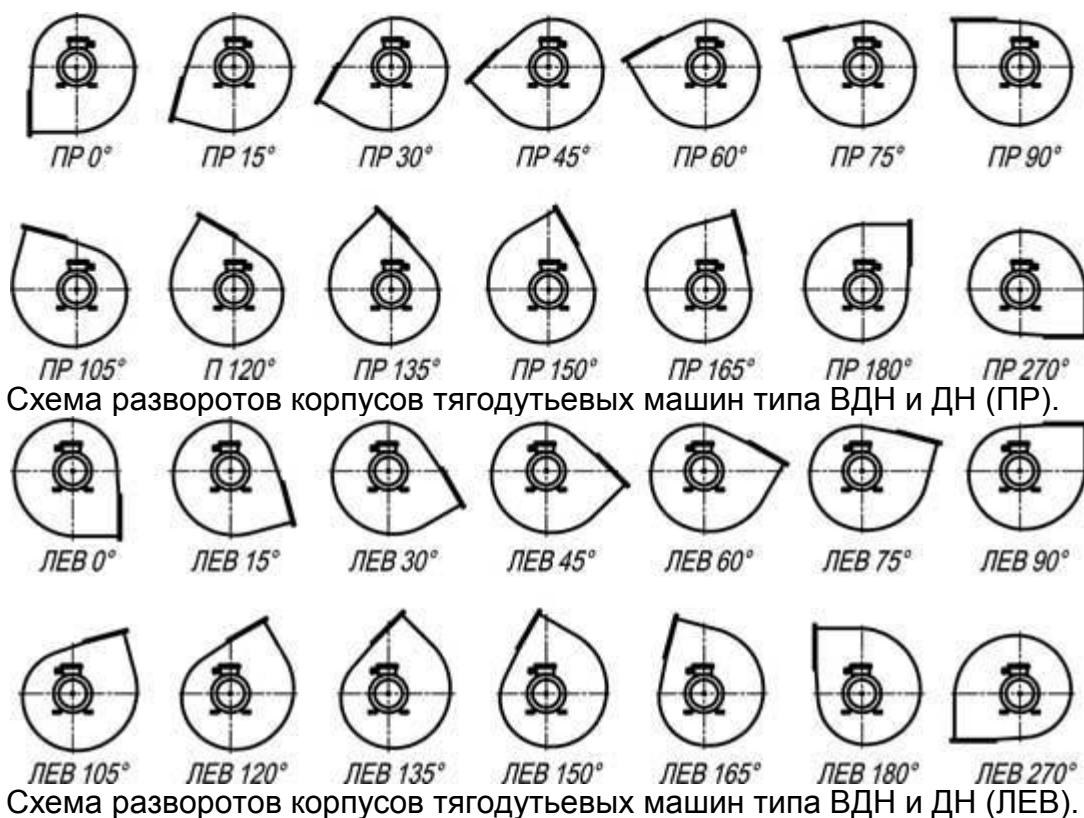 ПР 0° ПР 15° ПР 30° ПР 45° ПР 60° ПР 75° ПР 90°
ПР 105° П 120° ПР 135° ПР 150° ПР 165° ПР 180° ПР 270°
Схема разворотов корпусов тягодутьевых машин типа ВДН и ДН (ПР).
ЛЕВ 0° ЛЕВ 15° ЛЕВ 30° ЛЕВ 45° ЛЕВ 60° ЛЕВ 75° ЛЕВ 90°
ЛЕВ 105° ЛЕВ 120° ЛЕВ 135° ЛЕВ 150° ЛЕВ 165° ЛЕВ 180° ЛЕВ 270°
Схема разворотов корпусов тягодутьевых машин типа ВДН и ДН (ЛЕВ).